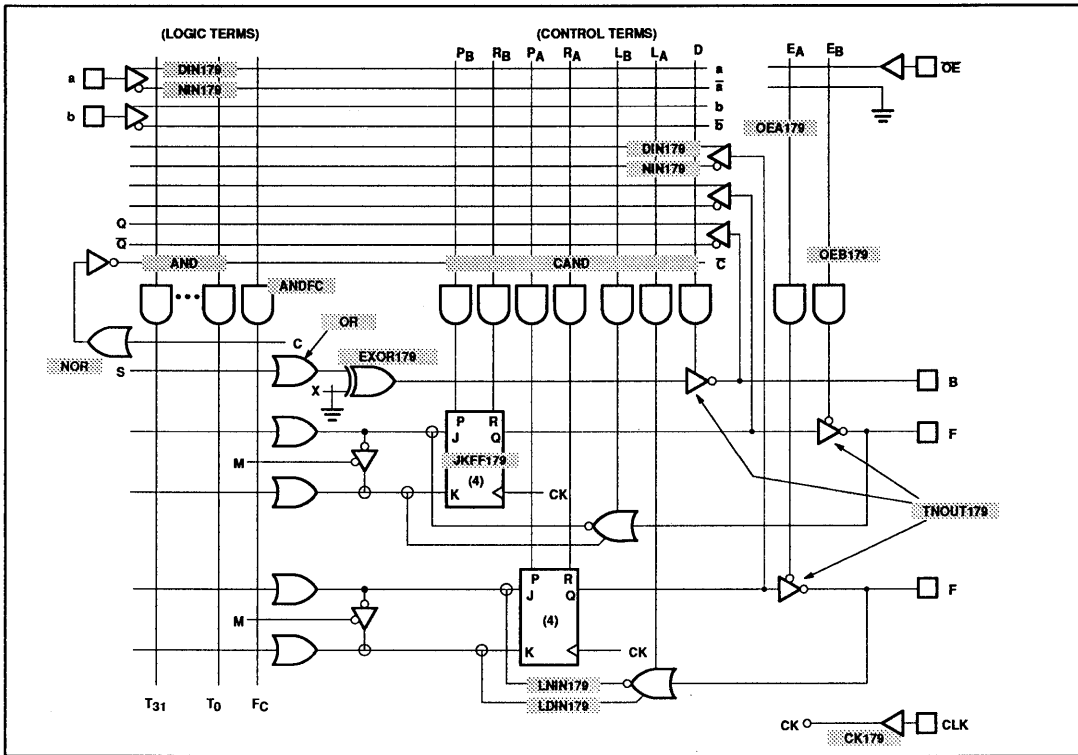 (LOGIC TERMS)
(CONTROL TERMS)
PB RB PA RA LB LA D EA EB
a
DIN179
a
OE
NIN179
a̅
b
b
b̅
OEA179
DIN179
NIN179
Q
Q̅
OEB179
AND
CAND
C̅
ANDFC
OR
C
NOR
S
EXOR179
X
B
P R
J Q
F
JKFF179
M
(4)
K
CK
TNOUT179
P R
J Q
F
(4)
M
K
CK
LNIN179
LDIN179
T31 T0 FC
CK
CLK
CK179